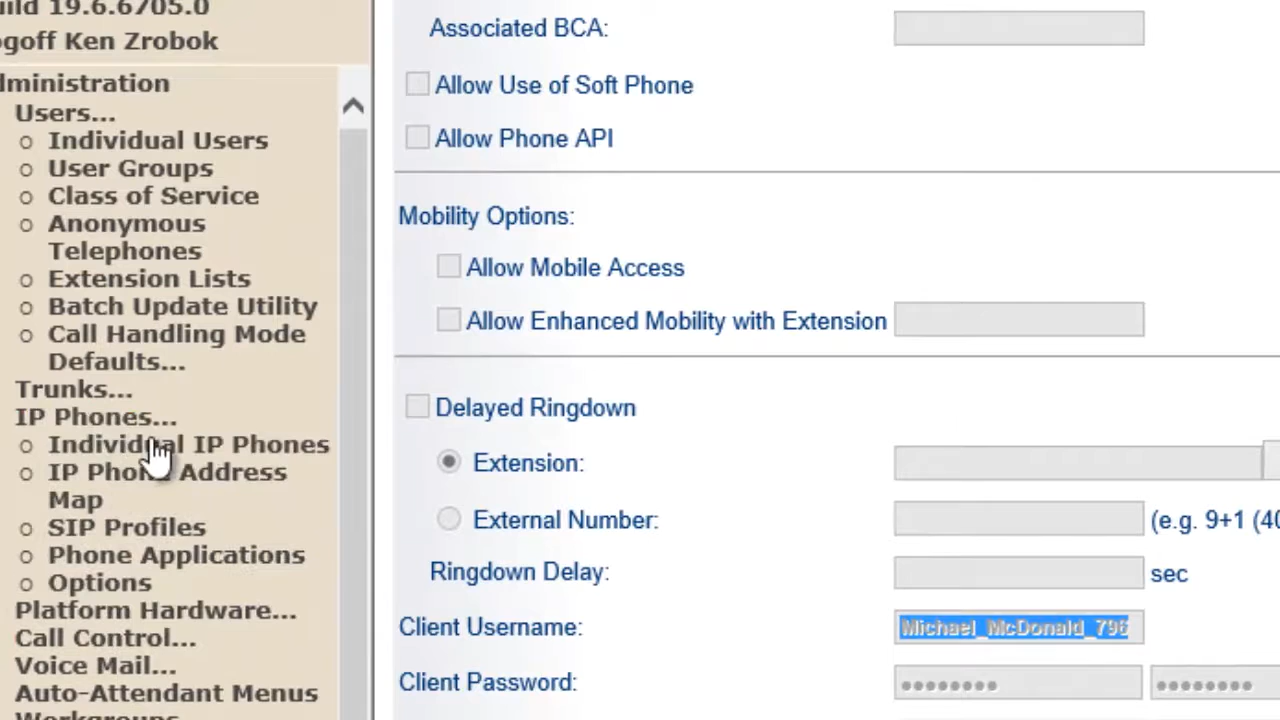 uild 19.6.6705.0
ogoff Ken Zrobok
dministration
Users...
o Individual Users
o User Groups
o Class of Service
o Anonymous
Telephones
o Extension Lists
o Batch Update Utility
o Call Handling Mode
Defaults...
Trunks...
IP Phones...
o Individual IP Phones
o IP Phone Address
Map
o SIP Profiles
o Phone Applications
o Options
Platform Hardware...
Call Control...
Voice Mail...
Auto-Attendant Menus
Workgroups
Associated BCA:
Allow Use of Soft Phone
Allow Phone API
Mobility Options:
Allow Mobile Access
Allow Enhanced Mobility with Extension
Delayed Ringdown
Extension:
External Number: (e.g. 9+1 (40
Ringdown Delay: sec
Client Username: Michael_McDonald_796
Client Password: •••••••• ••••••••